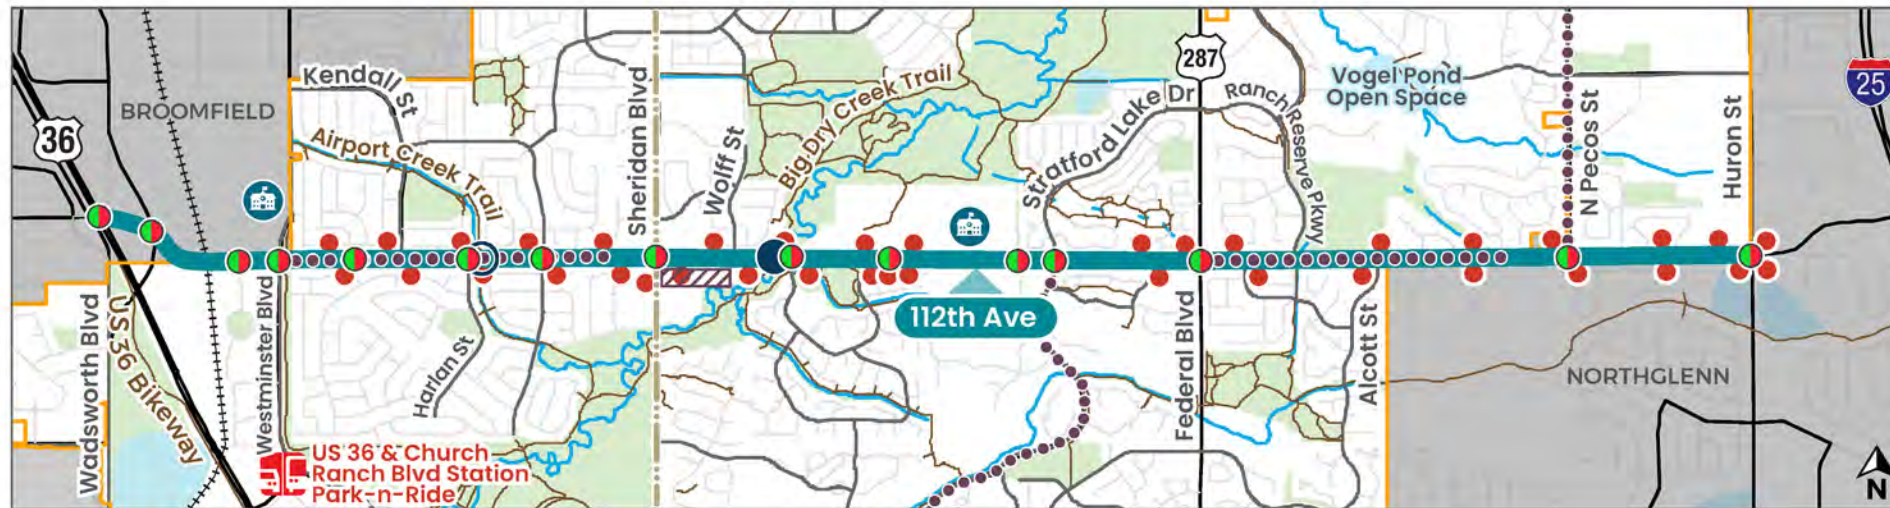 36
BROOMFIELD
Kendall St
Airport Creek Trail
Sheridan Blvd
Wolff St
Big Dry Creek Trail
Stratford Lake Dr
287
Ranch Reserve Pkwy
Vogel Pond
Open Space
N Pecos St
Huron St
25
Wadsworth Blvd
US 36 Bikeway
Westminster Blvd
Harlan St
112th Ave
Federal Blvd
Alcott St
NORTHGLENN
US 36 & Church
Ranch Blvd Station
Park-n-Ride
N